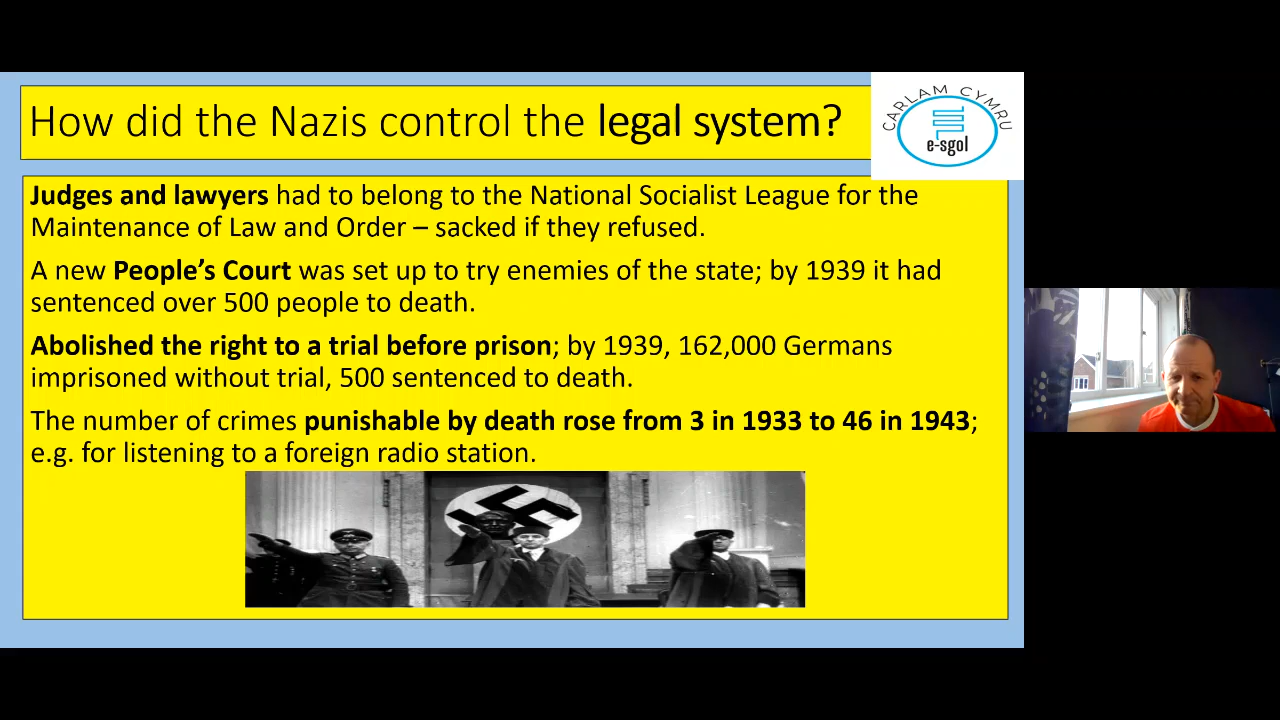 How did the Nazis control the legal system?
CARLAM CYMRU
e-sgol
Judges and lawyers had to belong to the National Socialist League for the
Maintenance of Law and Order – sacked if they refused.
A new People’s Court was set up to try enemies of the state; by 1939 it had
sentenced over 500 people to death.
Abolished the right to a trial before prison; by 1939, 162,000 Germans
imprisoned without trial, 500 sentenced to death.
The number of crimes punishable by death rose from 3 in 1933 to 46 in 1943;
e.g. for listening to a foreign radio station.